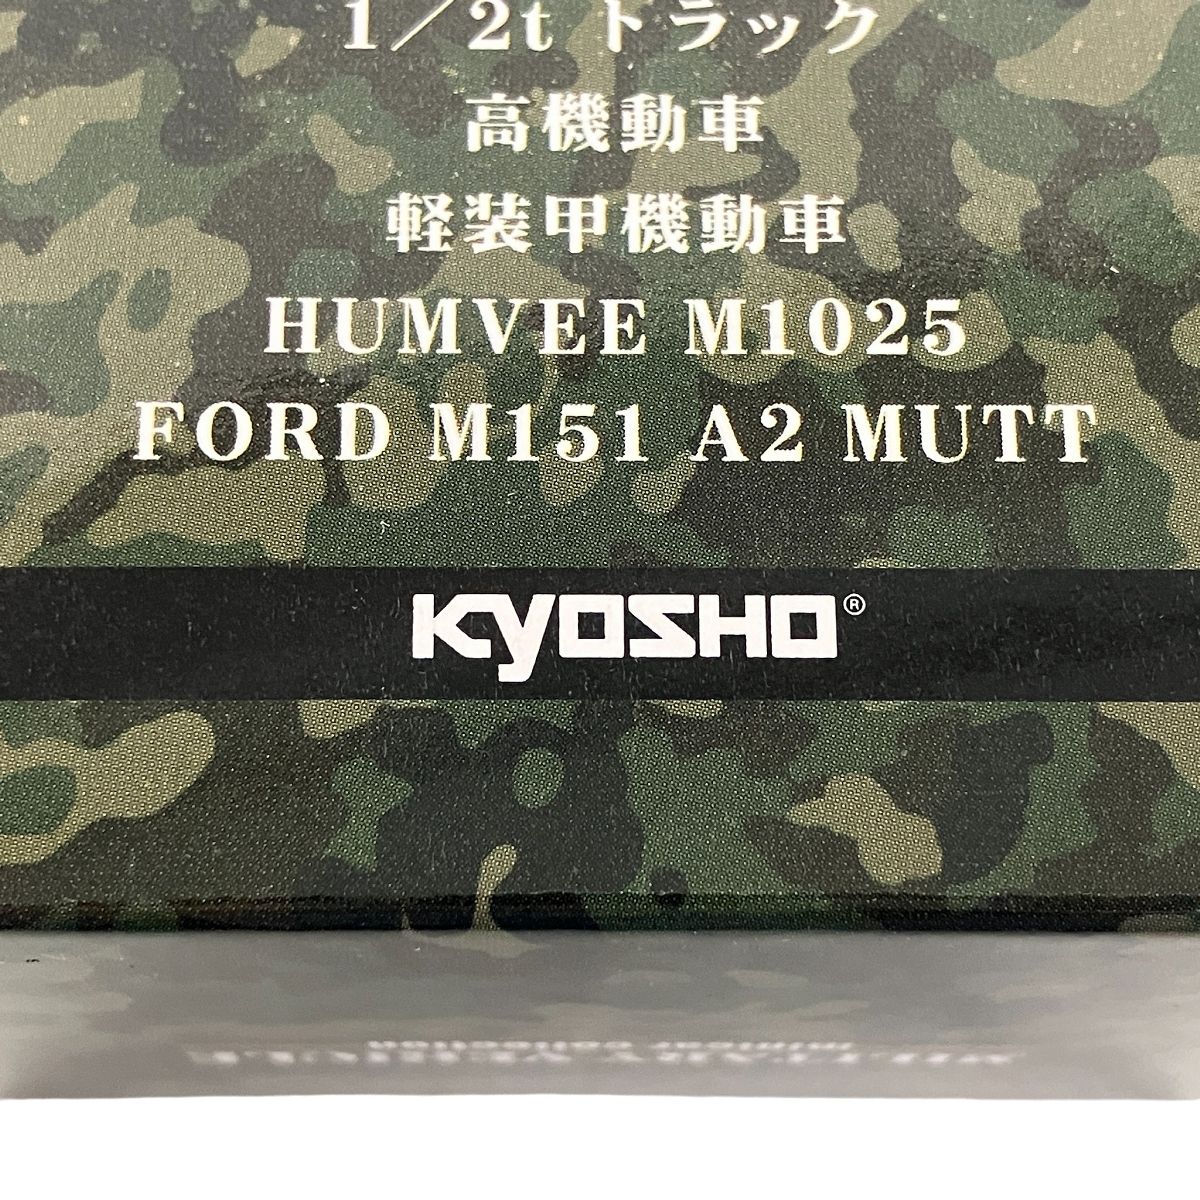 1/2t トラック
高機動車
軽装甲機動車
HUMVEE M1025
FORD M151 A2 MUTT
KYOSHO®